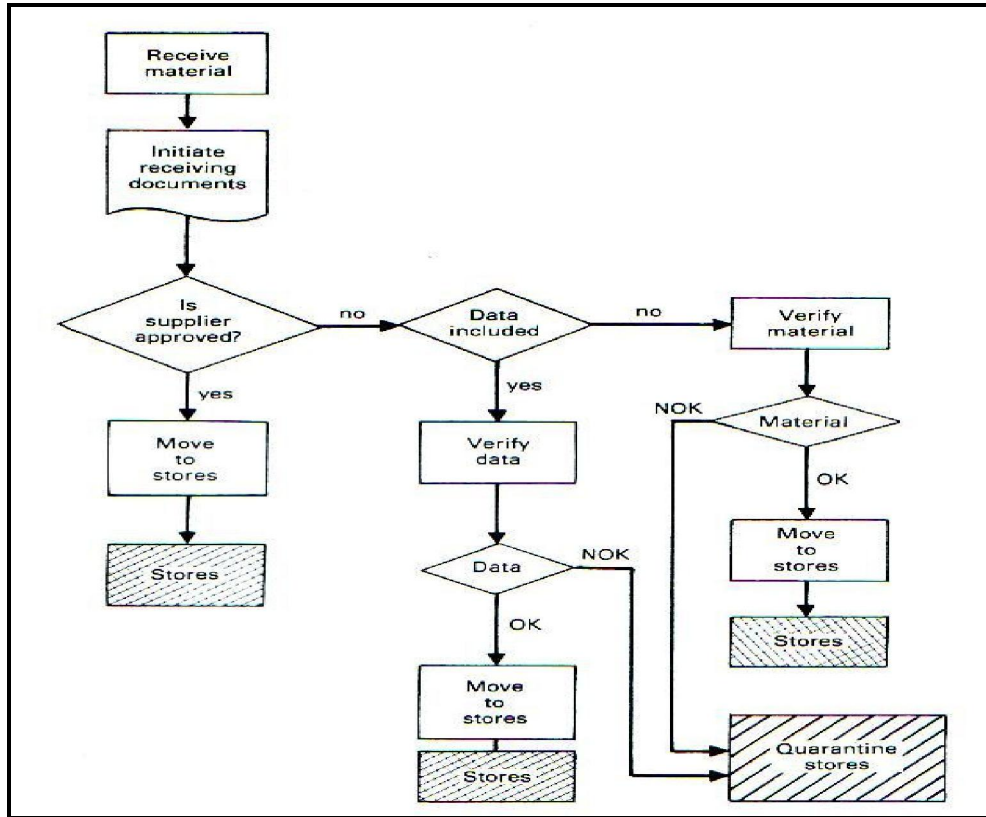 Receive
material
Initiate
receiving
documents
Is
supplier
approved?
no
Data
included
no
Verify
material
yes
Move
to
stores
Stores
yes
Verify
data
Data
NOK
OK
Move
to
stores
Stores
NOK
Material
OK
Move
to
stores
Stores
Quarantine
stores